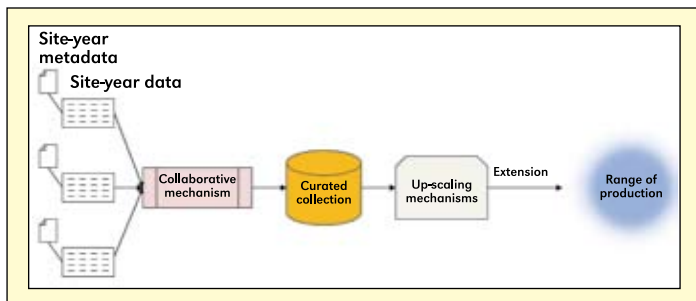 Site-year
metadata
Site-year data
Collaborative
mechanism
Curated
collection
Up-scaling
mechanisms
Extension
Range of
production